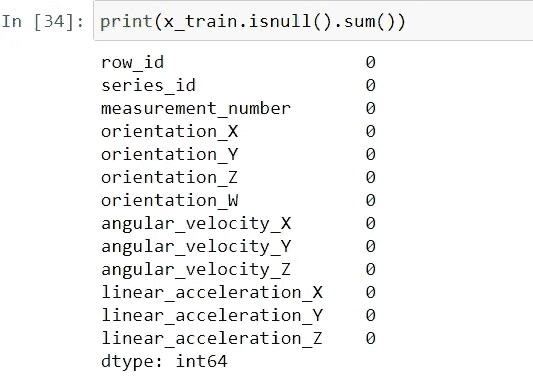 In [34]: print(x_train.isnull().sum())
row_id 0
series_id 0
measurement_number 0
orientation_X 0
orientation_Y 0
orientation_Z 0
orientation_W 0
angular_velocity_X 0
angular_velocity_Y 0
angular_velocity_Z 0
linear_acceleration_X 0
linear_acceleration_Y 0
linear_acceleration_Z 0
dtype: int64